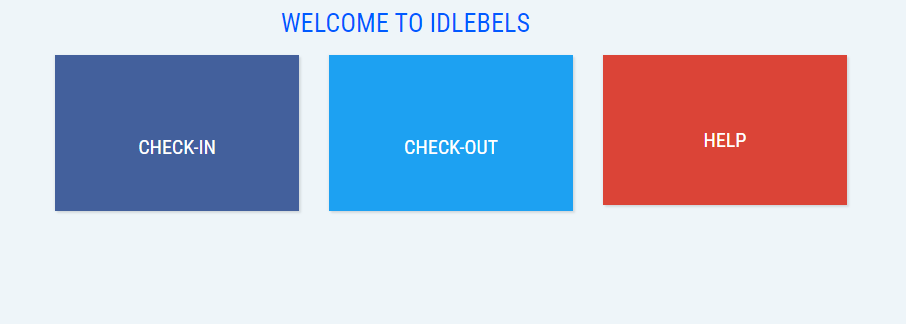 WELCOME TO IDLEBELS
CHECK-IN
CHECK-OUT
HELP